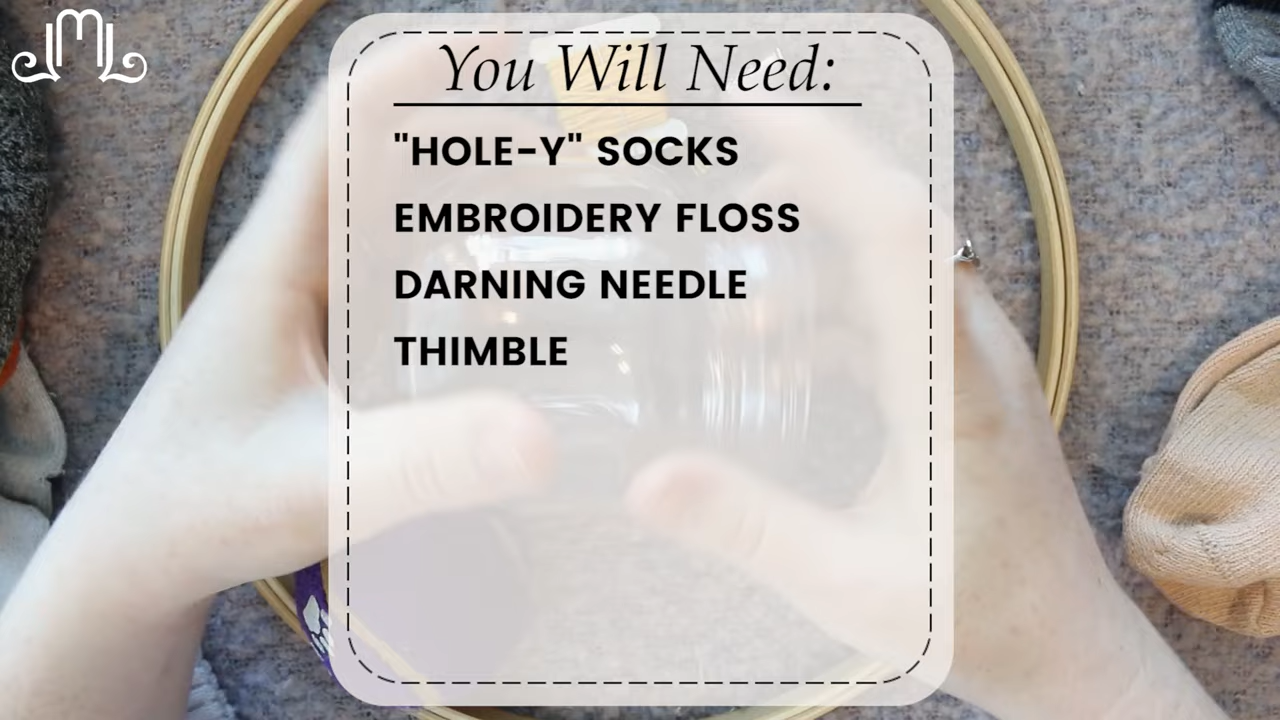 You Will Need:
"HOLE-Y" SOCKS
EMBROIDERY FLOSS
DARNING NEEDLE
THIMBLE